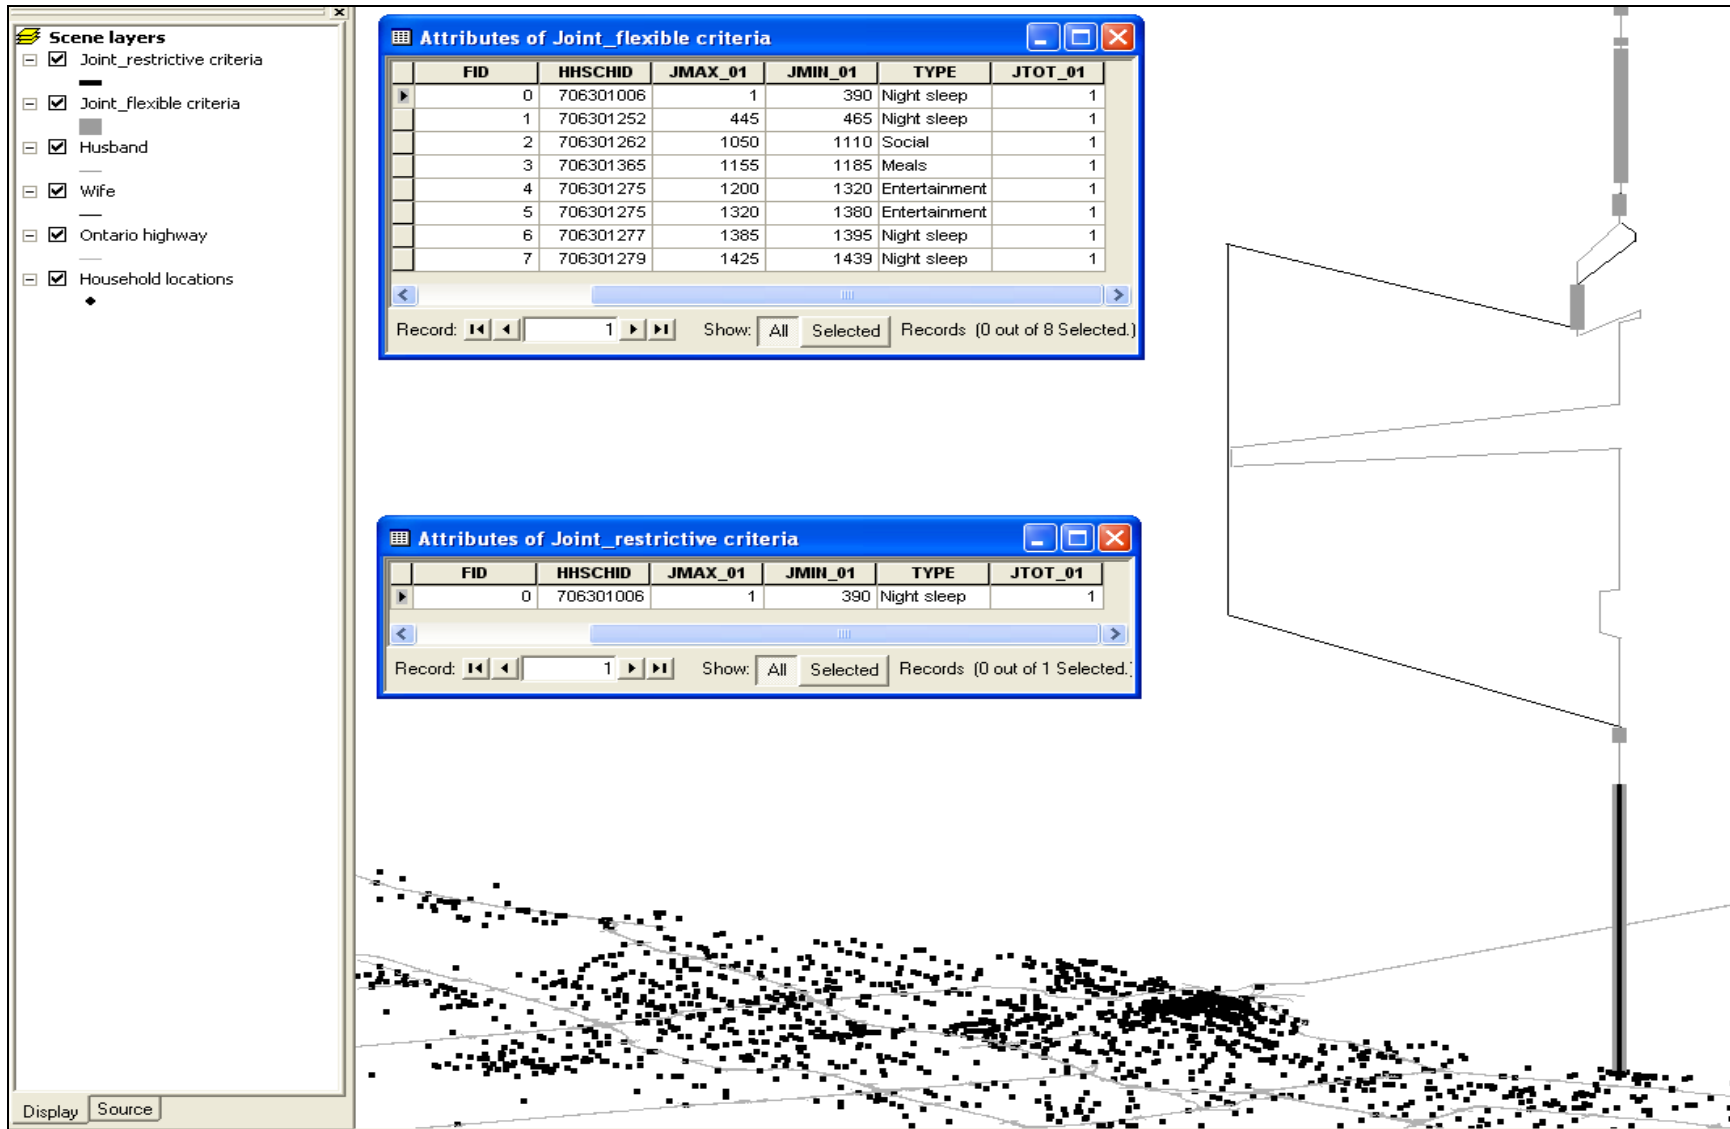 Scene layers
Joint_restrictive criteria
Joint_flexible criteria
Husband
Wife
Ontario highway
Household locations
Display Source
Attributes of Joint_flexible criteria
FID HHSCHID JMAX_01 JMIN_01 TYPE JTOT_01
0 706301006 1 390 Night sleep 1
1 706301252 445 465 Night sleep 1
2 706301262 1050 1110 Social 1
3 706301365 1155 1185 Meals 1
4 706301275 1200 1320 Entertainment 1
5 706301275 1320 1380 Entertainment 1
6 706301277 1385 1395 Night sleep 1
7 706301279 1425 1439 Night sleep 1
Record: 1 Show: All Selected Records (0 out of 8 Selected.)
Attributes of Joint_restrictive criteria
FID HHSCHID JMAX_01 JMIN_01 TYPE JTOT_01
0 706301006 1 390 Night sleep 1
Record: 1 Show: All Selected Records (0 out of 1 Selected.)